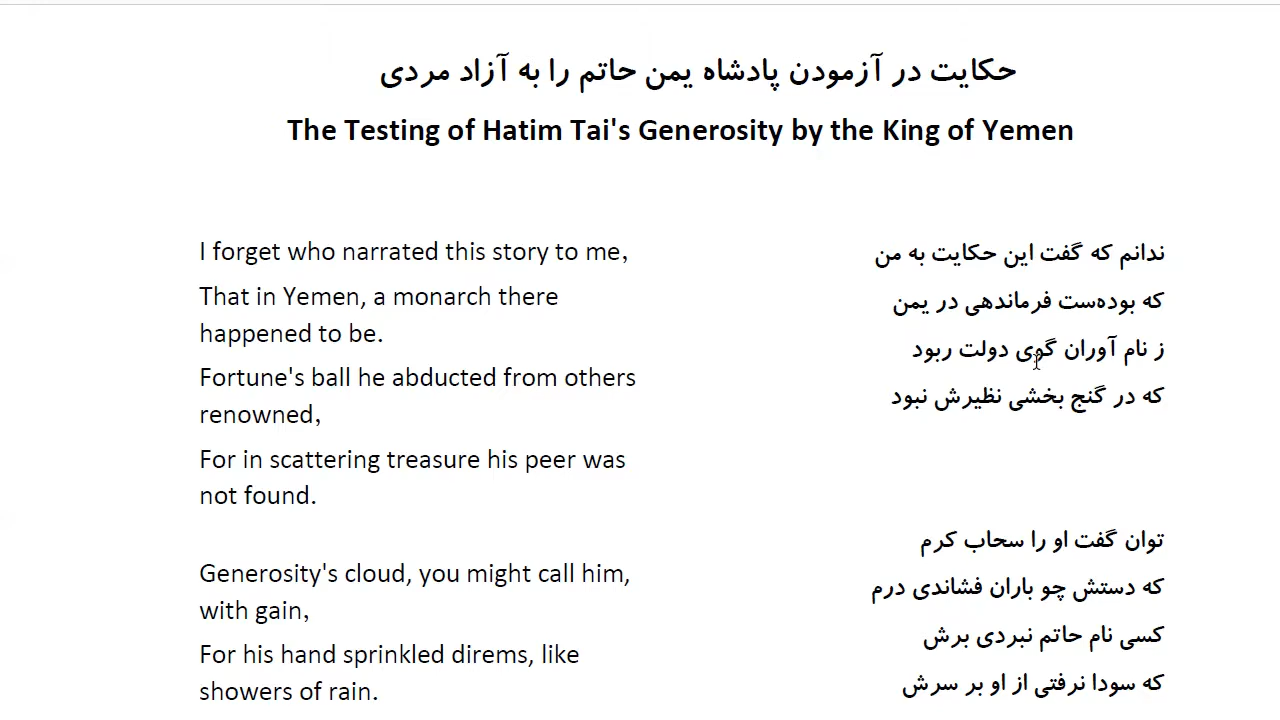 حکایت در آزمودن پادشاه یمن حاتم را به آزاد مردی
The Testing of Hatim Tai's Generosity by the King of Yemen
I forget who narrated this story to me,
That in Yemen, a monarch there
happened to be.
Fortune's ball he abducted from others
renowned,
For in scattering treasure his peer was
not found.
Generosity's cloud, you might call him,
with gain,
For his hand sprinkled direms, like
showers of rain.
ندانم که گفت این حکایت به من
که بوده‌ست فرماندهی در یمن
ز نام آوران گوی دولت ربود
که در گنج بخشی نظیرش نبود
توان گفت او را سحاب کرم
که دستش چو باران فشاندی درم
کسی نام حاتم نبردی برش
که سودا نرفتی از او بر سرش